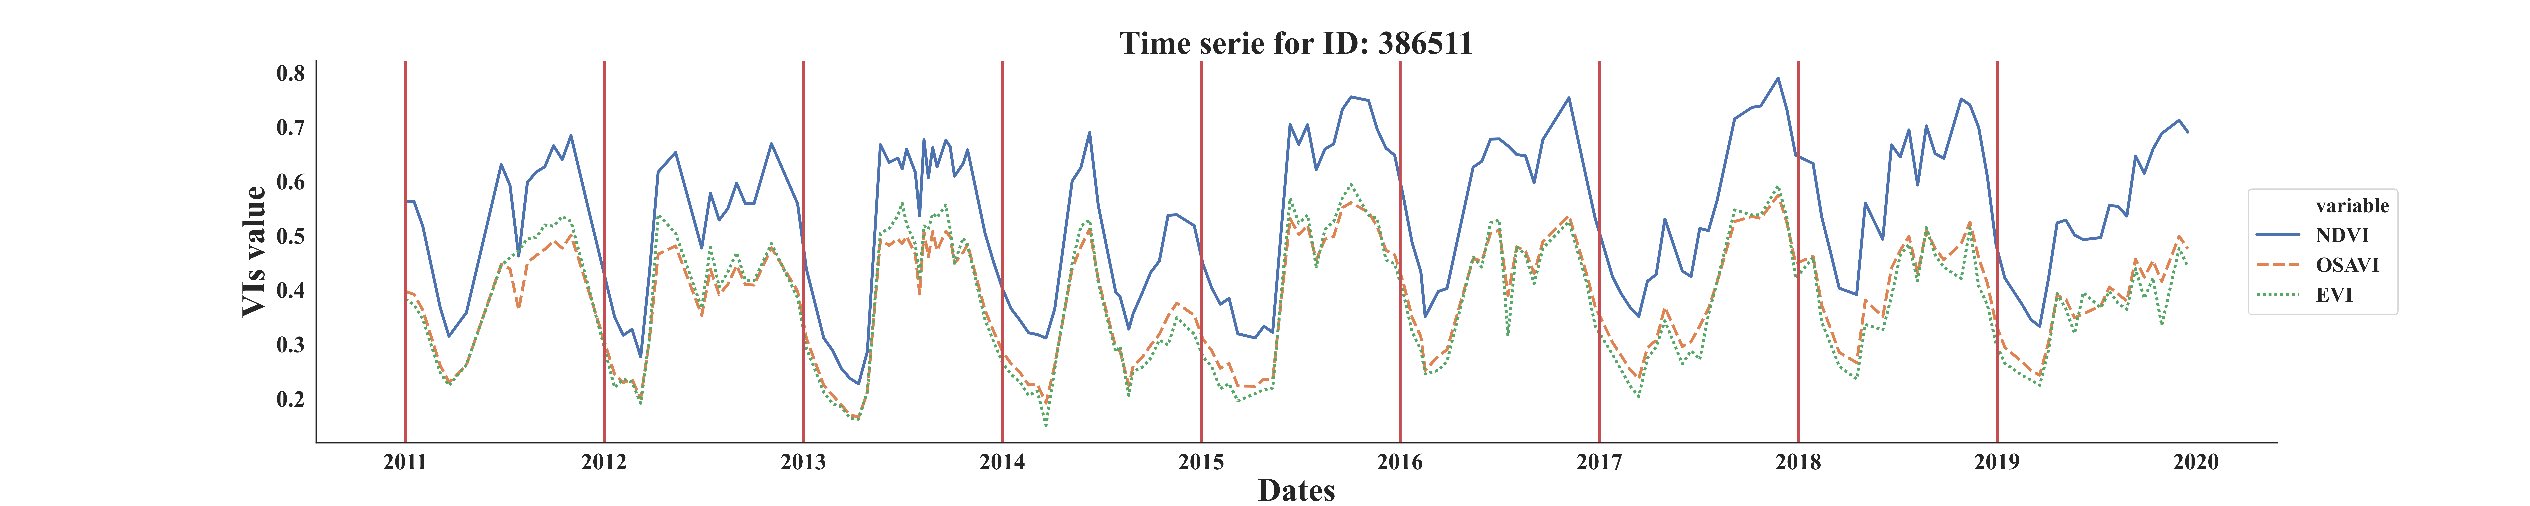 Time serie for ID: 386511
VIs value
0.8
0.7
0.6
0.5
0.4
0.3
0.2
2011 2012 2013 2014 2015 2016 2017 2018 2019 2020
Dates
variable
NDVI
OSAVI
EVI